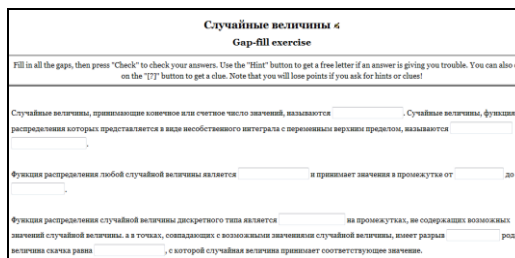 Случайные величины
Gap-fill exercise
Fill in all the gaps, then press "Check" to check your answers. Use the "Hint" button to get a free letter if an answer is giving you trouble. You can also
on the "[?]" button to get a clue. Note that you will lose points if you ask for hints or clues!
Случайные величины, принимающие конечное или счетное число значений, называются . Сучайные величины, функция
распределения которых представляется в виде несобственного интеграла с переменным верхним пределом, называются
.
Функция распределения любой случайной величины является и принимает значения в промежутке от до
.
Функция распределения случайной величины дискретного типа является на промежутках, не содержащих возможных
значений случайной величины. а в точках, совпадающих с возможными значениями случайной величины, имеет разрыв род
величина скачка равна , с которой случайная величина принимает соответствующее значение.